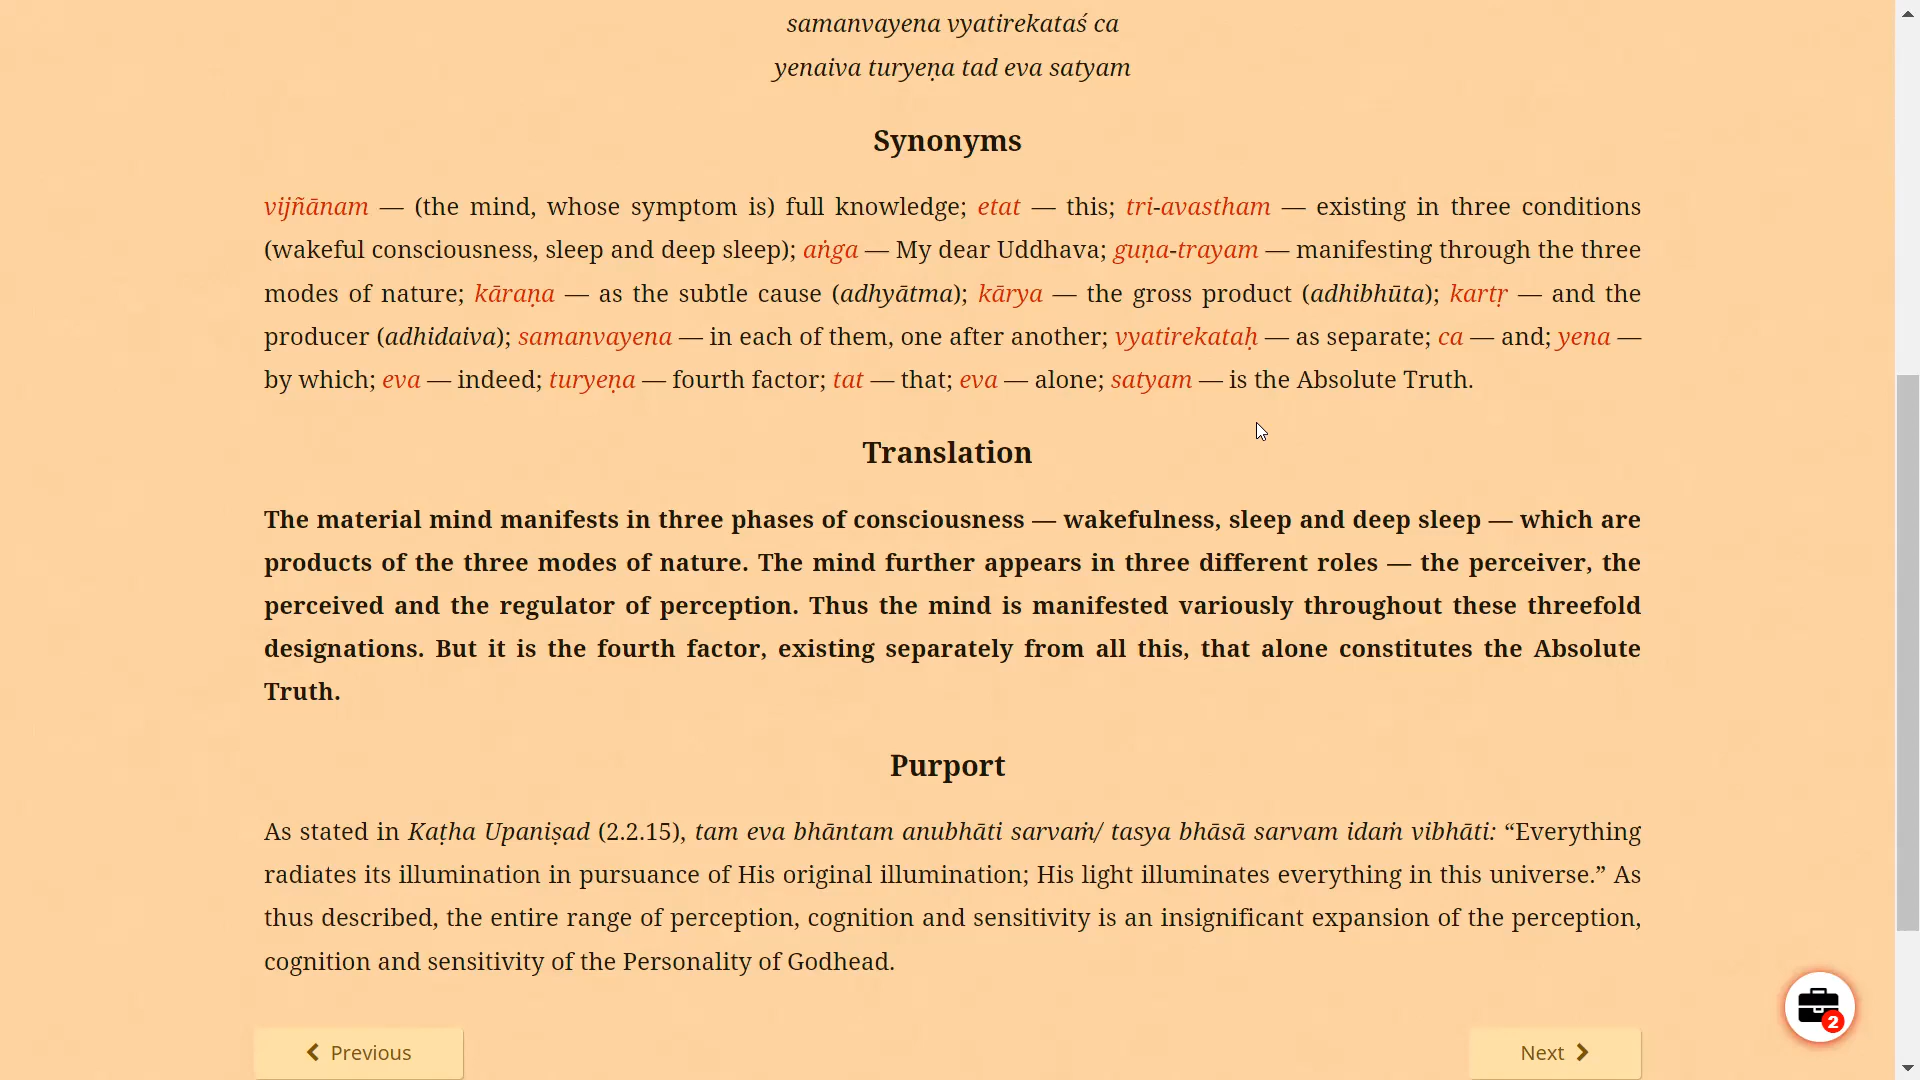 samanvayena vyatirekataś ca
yenaiva turyeṇa tad eva satyam
Synonyms
vijñānam — (the mind, whose symptom is) full knowledge; etat — this; tri-avastham — existing in three conditions
(wakeful consciousness, sleep and deep sleep); aṅga — My dear Uddhava; guṇa-trayam — manifesting through the three
modes of nature; kāraṇa — as the subtle cause (adhyātma); kārya — the gross product (adhibhūta); kartṛ — and the
producer (adhidaiva); samanvayena — in each of them, one after another; vyatirekataḥ — as separate; ca — and; yena —
by which; eva — indeed; turyeṇa — fourth factor; tat — that; eva — alone; satyam — is the Absolute Truth.
Translation
The material mind manifests in three phases of consciousness — wakefulness, sleep and deep sleep — which are
products of the three modes of nature. The mind further appears in three different roles — the perceiver, the
perceived and the regulator of perception. Thus the mind is manifested variously throughout these threefold
designations. But it is the fourth factor, existing separately from all this, that alone constitutes the Absolute
Truth.
Purport
As stated in Kaṭha Upaniṣad (2.2.15), tam eva bhāntam anubhāti sarvaṁ/ tasya bhāsā sarvam idaṁ vibhāti: “Everything
radiates its illumination in pursuance of His original illumination; His light illuminates everything in this universe.” As
thus described, the entire range of perception, cognition and sensitivity is an insignificant expansion of the perception,
cognition and sensitivity of the Personality of Godhead.
2
Previous
Next